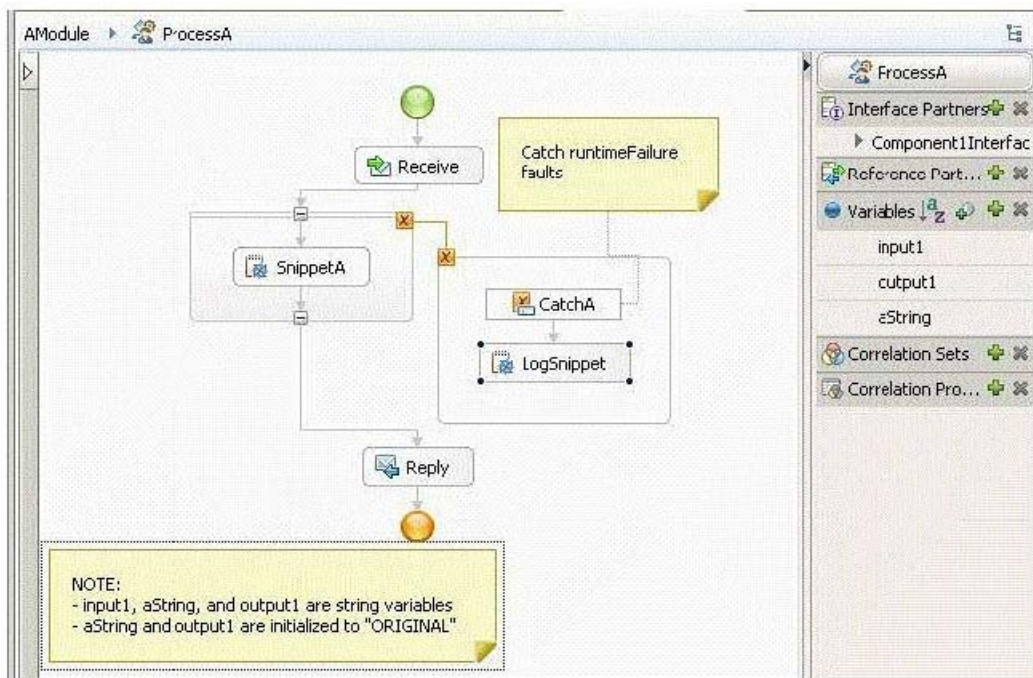 AModule ProcessA
Receive
Catch runtimeFailure
faults
SnippetA
CatchA
LogSnippet
Reply
NOTE:
- input1, aString, and output1 are string variables
- aString and output1 are initialized to "ORIGINAL"
ProcessA
Interface Partners
Component1Interfac
Reference Part...
Variables
input1
output1
aString
Correlation Sets
Correlation Pro...